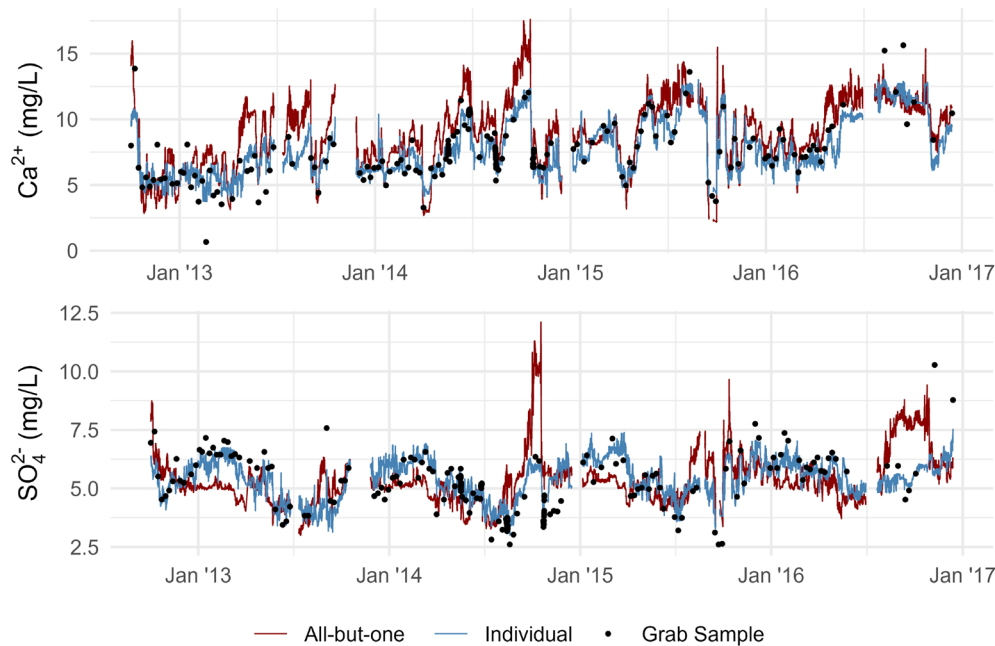 Ca²⁺ (mg/L)
15
10
5
0
Jan '13 Jan '14 Jan '15 Jan '16 Jan '17
SO₄²⁻ (mg/L)
12.5
10.0
7.5
5.0
2.5
Jan '13 Jan '14 Jan '15 Jan '16 Jan '17
All-but-one Individual Grab Sample